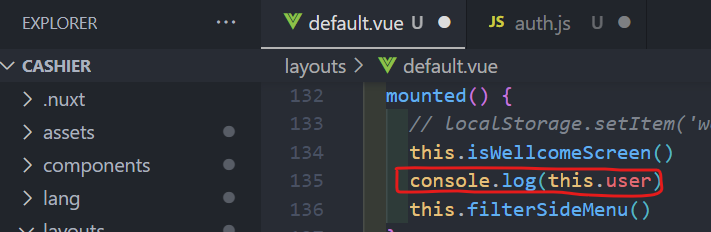 EXPLORER
default.vue U
JS auth.js U
CASHIER
layouts > default.vue
.nuxt
132 mounted() {
assets
133 // localStorage.setItem('w
components
134 this.isWellcomeScreen()
lang
135 console.log(this.user)
layouts
136 this.filterSideMenu()